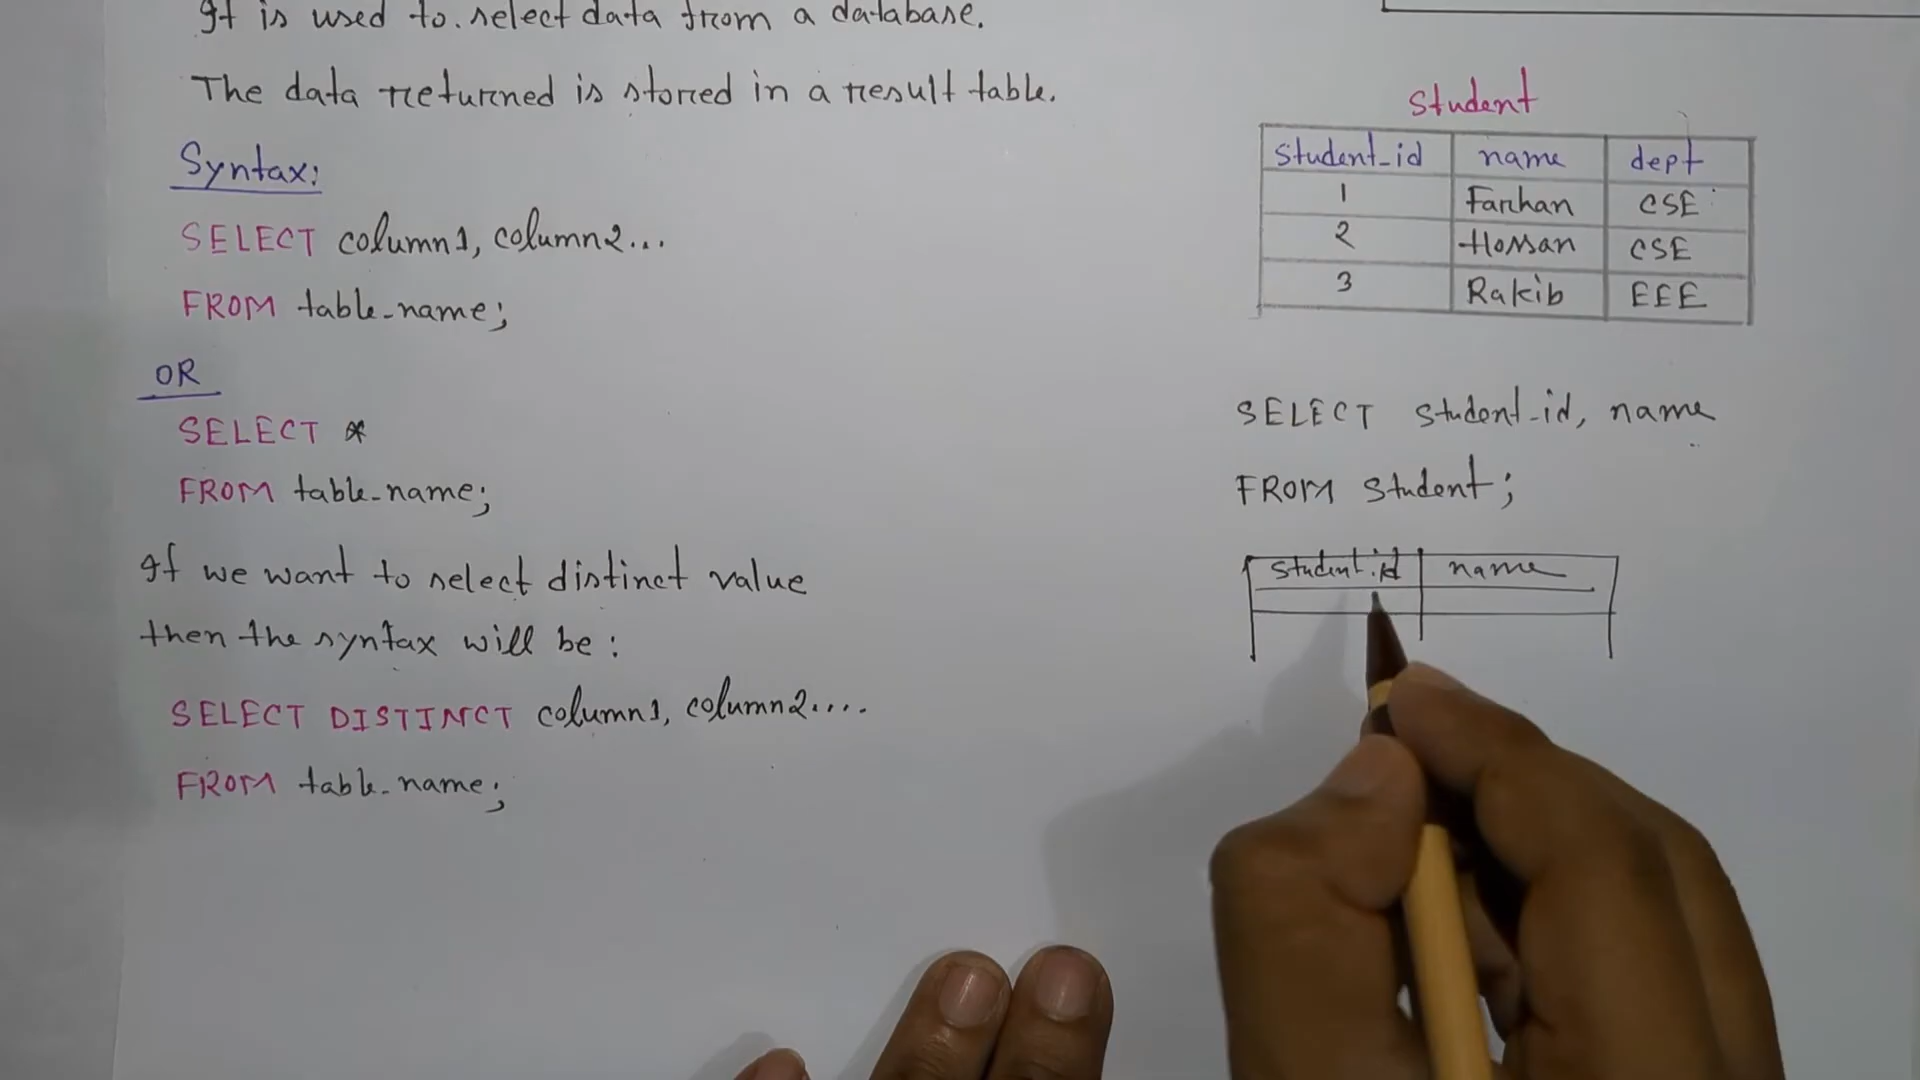 It is used to select data from a database.
The data returned is stored in a result table.
Syntax:
SELECT column1, column2...
FROM table_name;
OR
SELECT *
FROM table_name;
If we want to select distinct value
then the syntax will be:
SELECT DISTINCT column1, column2....
FROM table_name;
Student
student_id name dept
1 Farhan CSE
2 Hossan CSE
3 Rakib EEE
SELECT student_id, name
FROM student;
student_id name